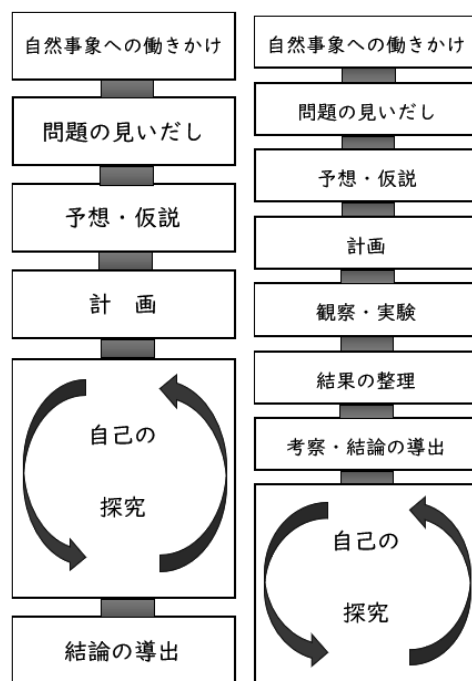 自然事象への働きかけ
問題の見いだし
予想・仮説
計　画
自己の
探究
結論の導出
自然事象への働きかけ
問題の見いだし
予想・仮説
計画
観察・実験
結果の整理
考察・結論の導出
自己の
探究